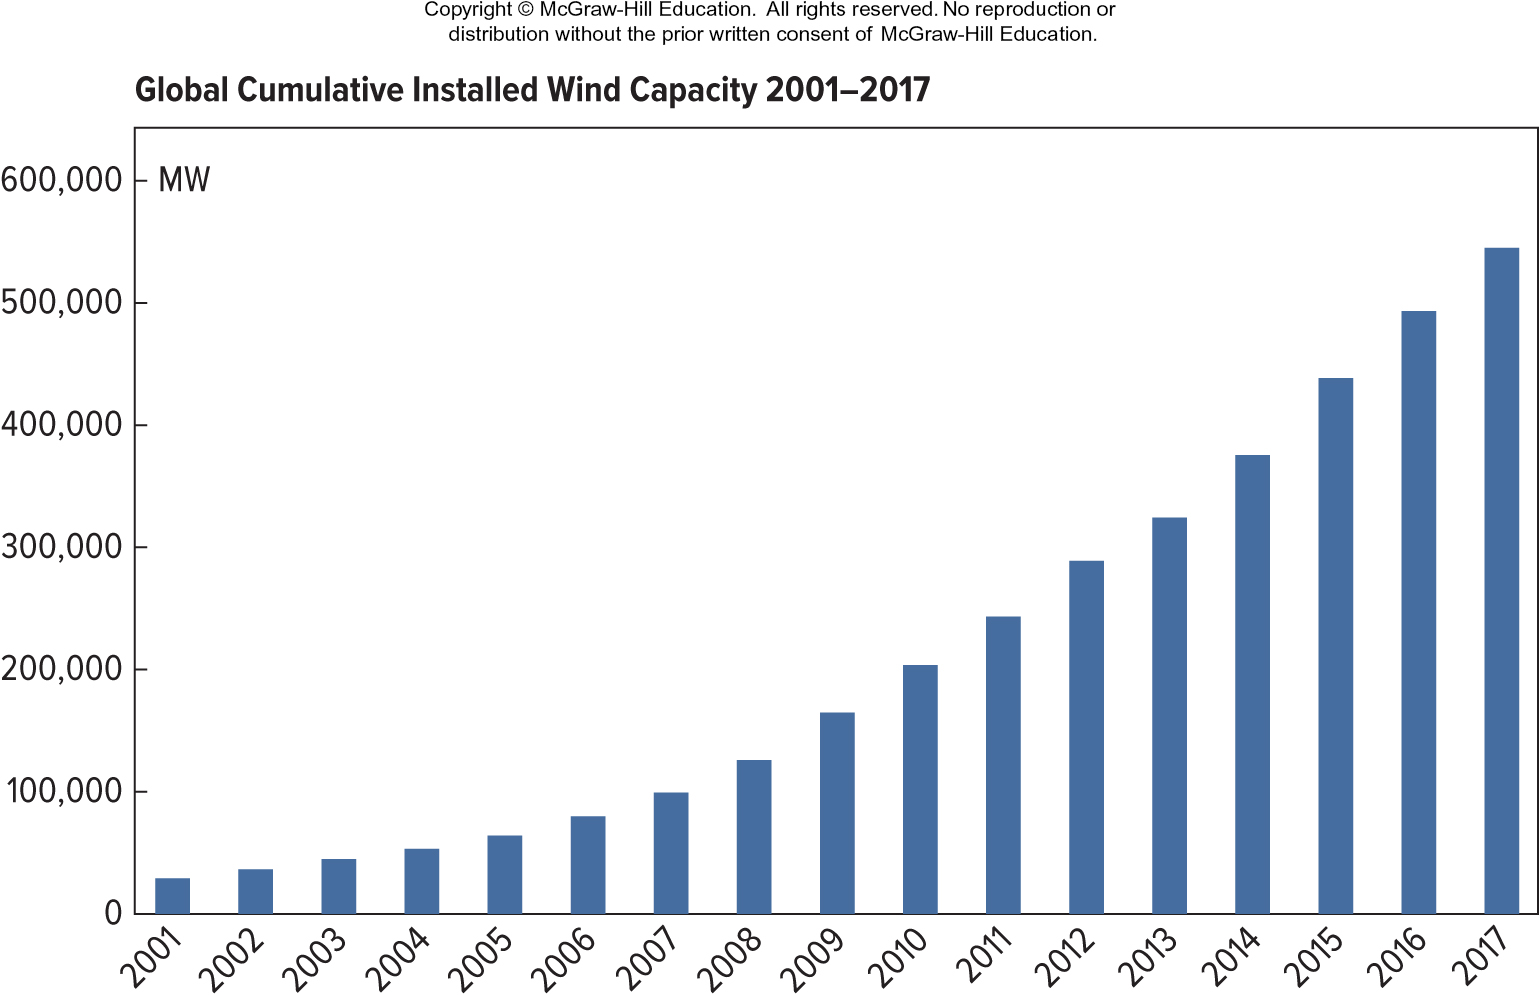 Copyright © McGraw-Hill Education.  All rights reserved. No reproduction or
distribution without the prior written consent of McGraw-Hill Education.
Global Cumulative Installed Wind Capacity 2001–2017
MW
600,000
500,000
400,000
300,000
200,000
100,000
0
2001 2002 2003 2004 2005 2006 2007 2008 2009 2010 2011 2012 2013 2014 2015 2016 2017